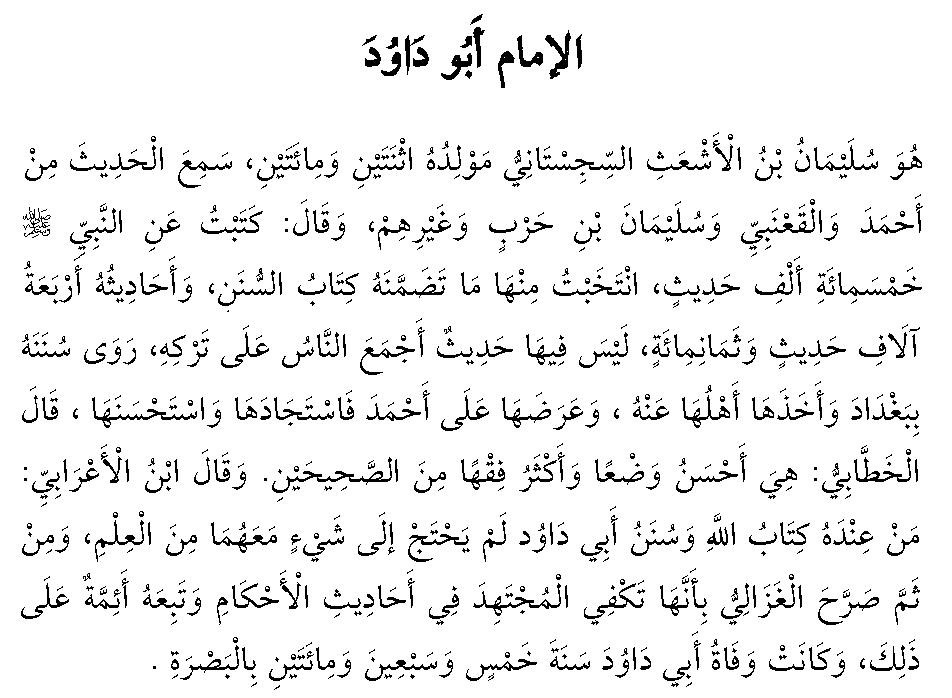 الإمام أَبُو دَاوُدَ
هُوَ سُلَيْمَانُ بْنُ الْأَشْعَثِ السِّجِسْتَانِيُّ مَوْلِدُهُ اثْنَتَيْنِ وَمِائَتَيْنِ، سَمِعَ الْحَدِيثَ مِنْ
أَحْمَدَ وَالْقَعْنَبِيِّ وَسُلَيْمَانَ بْنِ حَرْبٍ وَغَيْرِهِمْ، وَقَالَ: كَتَبْتُ عَنِ النَّبِيِّ ﷺ
خَمْسَمِائَةِ أَلْفِ حَدِيثٍ، انْتَخَبْتُ مِنْهَا مَا تَضَمَّنَهُ كِتَابُ السُّنَنِ، وَأَحَادِيثُهُ أَرْبَعَةُ
آلَافِ حَدِيثٍ وَثَمَانِمِائَةٍ، لَيْسَ فِيهَا حَدِيثٌ أَجْمَعَ النَّاسُ عَلَى تَرْكِهِ، رَوَى سُنَنَهُ
بِبَغْدَادَ وَأَخَذَهَا أَهْلُهَا عَنْهُ ، وَعَرَضَهَا عَلَى أَحْمَدَ فَاسْتَجَادَهَا وَاسْتَحْسَنَهَا ، قَالَ
الْخَطَّابِيُّ: هِيَ أَحْسَنُ وَضْعًا وَأَكْثَرُ فِقْهًا مِنَ الصَّحِيحَيْنِ. وَقَالَ ابْنُ الْأَعْرَابِيِّ:
مَنْ عِنْدَهُ كِتَابُ اللَّهِ وَسُنَنُ أَبِي دَاوُد لَمْ يَحْتَجْ إلَى شَيْءٍ مَعَهُمَا مِنَ الْعِلْمِ، وَمِنْ
ثَمَّ صَرَّحَ الْغَزَالِيُّ بِأَنَّهَا تَكْفِي الْمُجْتَهِدَ فِي أَحَادِيثِ الْأَحْكَامِ وَتَبِعَهُ أَئِمَّةٌ عَلَى
ذَلِكَ، وَكَانَتْ وَفَاةُ أَبِي دَاوُدَ سَنَةَ خَمْسٍ وَسَبْعِينَ وَمِائَتَيْنِ بِالْبَصْرَةِ .